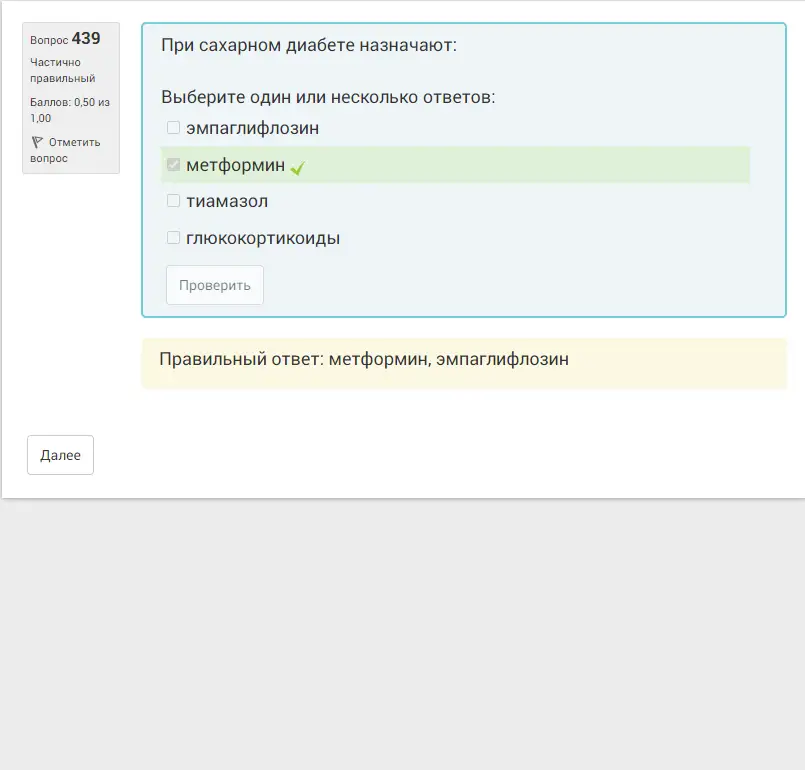 Вопрос 439
Частично
правильный
Баллов: 0,50 из
1,00
Отметить
вопрос
При сахарном диабете назначают:
Выберите один или несколько ответов:
эмпаглифлозин
метформин
тиамазол
глюкокортикоиды
Проверить
Правильный ответ: метформин, эмпаглифлозин
Далее